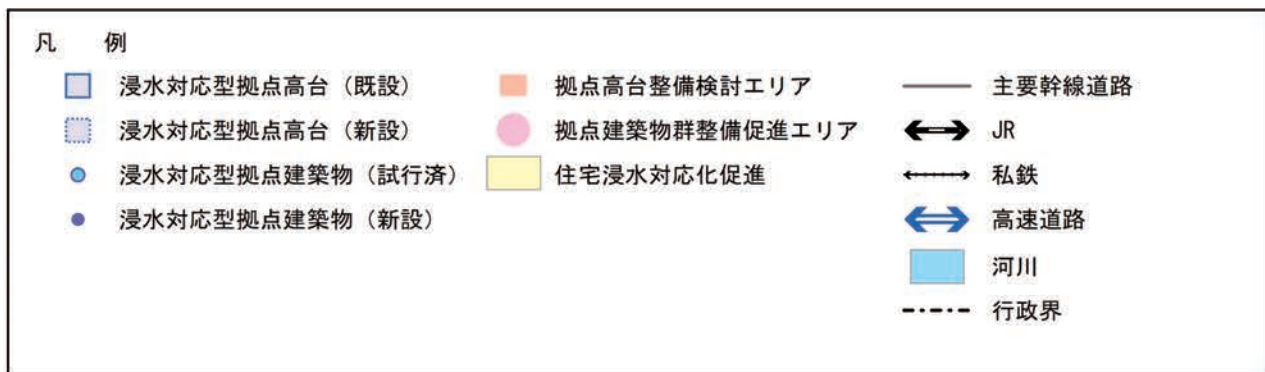 凡　例
浸水対応型拠点高台（既設）
浸水対応型拠点高台（新設）
浸水対応型拠点建築物（試行済）
浸水対応型拠点建築物（新設）
拠点高台整備検討エリア
拠点建築物群整備促進エリア
住宅浸水対応化促進
主要幹線道路
JR
私鉄
高速道路
河川
行政界